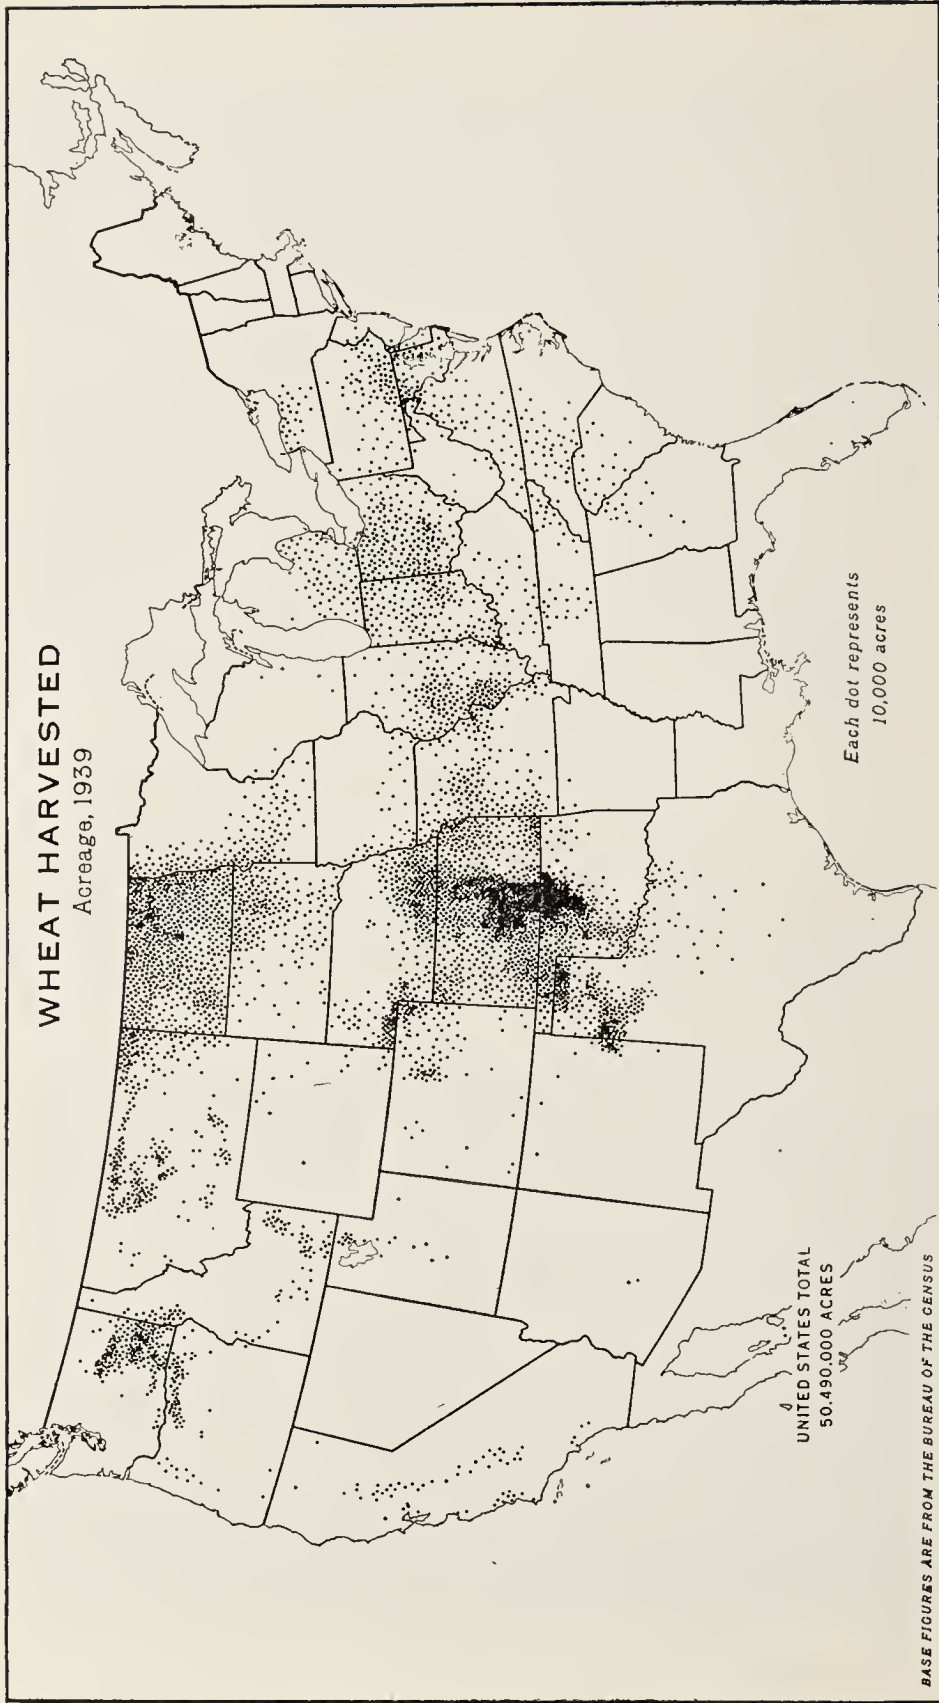 WHEAT HARVESTED
Acreage, 1939
Each dot represents
10,000 acres
UNITED STATES TOTAL
50,490,000 ACRES
BASE FIGURES ARE FROM THE BUREAU OF THE CENSUS